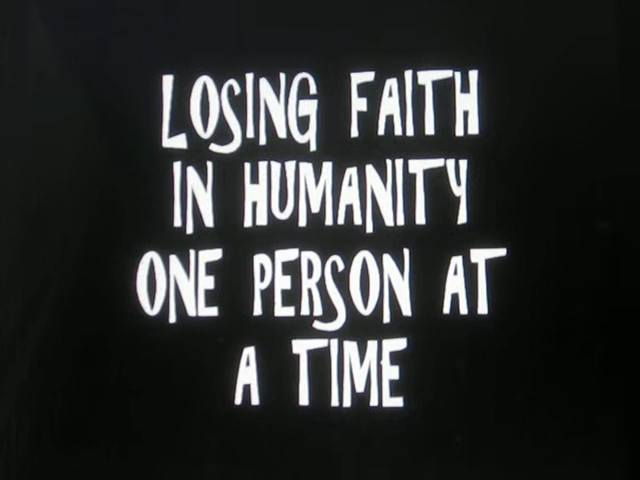 LOSING FAITH
IN HUMANITY
ONE PERSON AT
A TIME